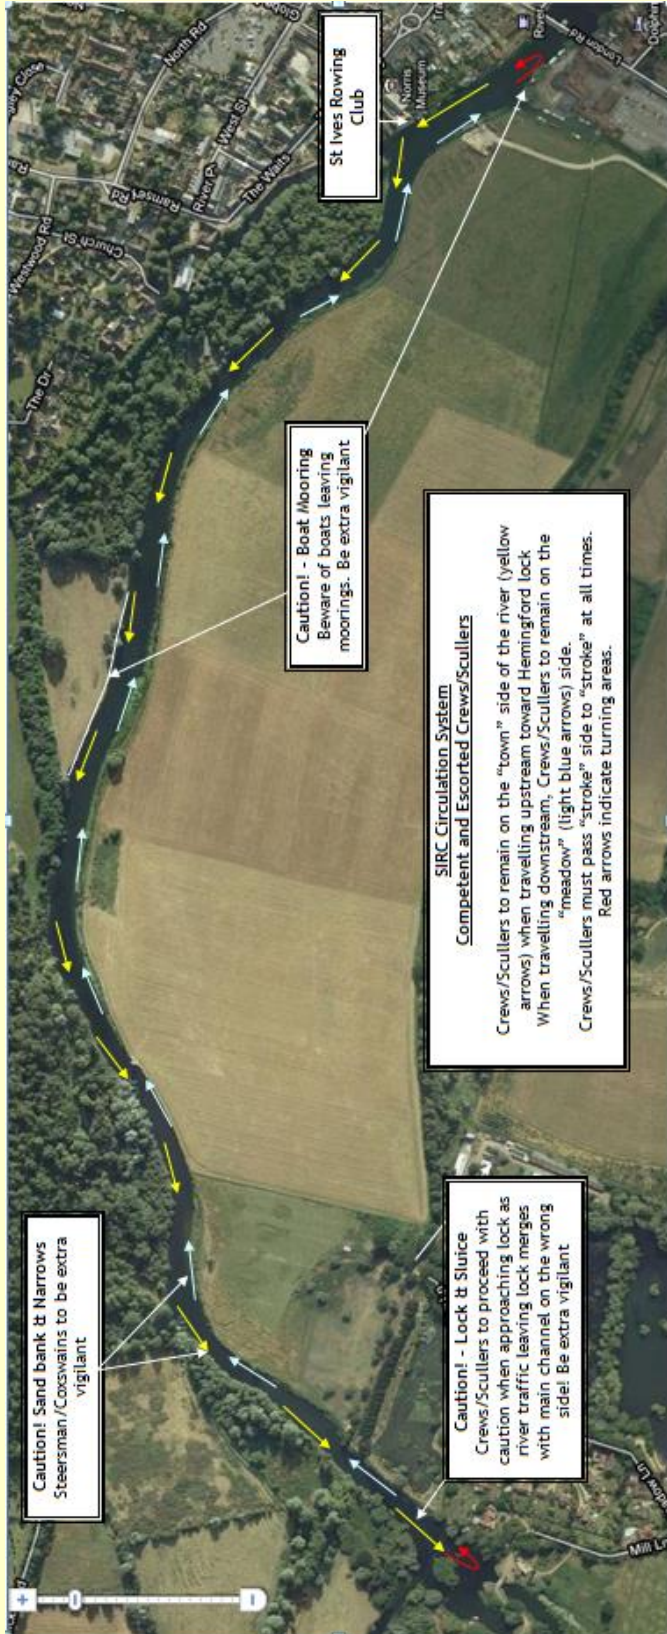 Caution! Sand bank & Narrows
Steersman/Coxswains to be extra
vigilant
St Ives Rowing
Club
Caution! - Boat Mooring
Beware of boats leaving
moorings. Be extra vigilant
SIRC Circulation System
Competent and Escorted Crews/Scullers
Crews/Scullers to remain on the “town” side of the river (yellow
arrows) when travelling upstream toward Hemingford lock
When travelling downstream, Crews/Scullers to remain on the
“meadow” (light blue arrows) side.
Crews/Scullers must pass “stroke” side to “stroke” at all times.
Red arrows indicate turning areas.
Caution! - Lock & Sluice
Crews/Scullers to proceed with
caution when approaching lock as
river traffic leaving lock merges
with main channel on the wrong
side! Be extra vigilant
The Dr
Westwood Rd
Church St
Ramsey Rd
North Rd
River P
West St
The Waits
Norris
Museum
London Rd
Mill Ln